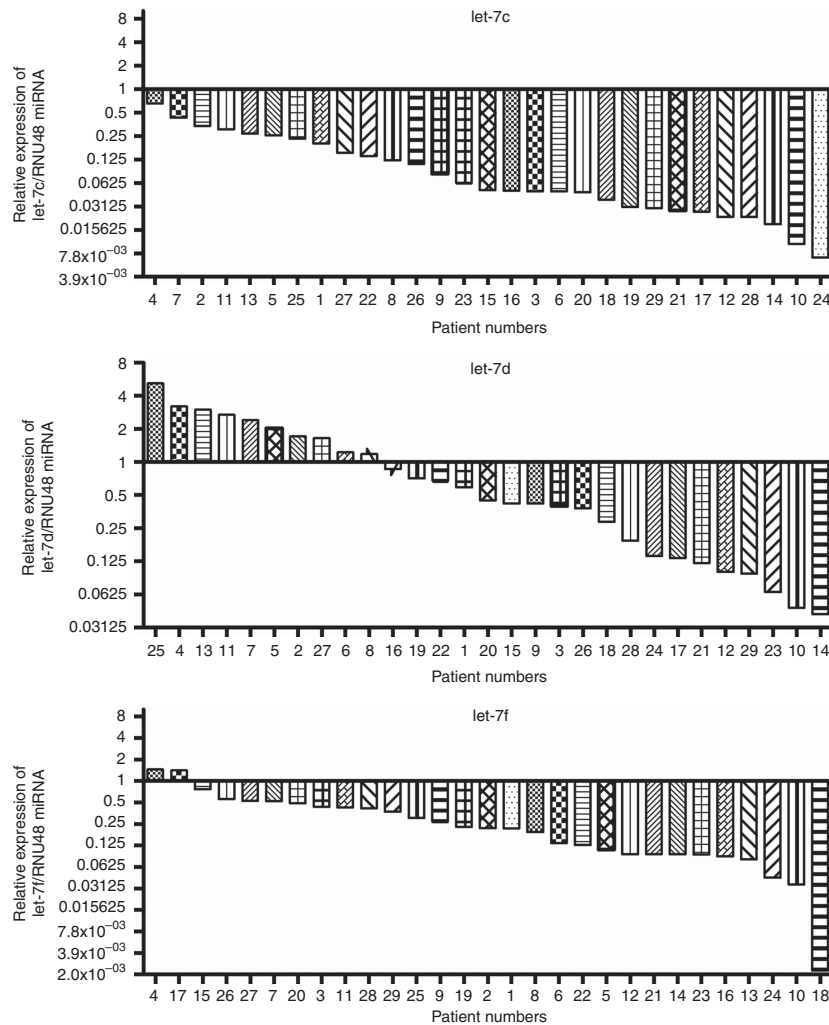 let-7c
Relative expression of
let-7c/RNU48 miRNA
8
4
2
1
0.5
0.25
0.125
0.0625
0.03125
0.015625
7.8x10⁻⁰³
3.9x10⁻⁰³
4 7 2 11 13 5 25 1 27 22 8 26 9 23 15 16 3 6 20 18 19 29 21 17 12 28 14 10 24
Patient numbers
let-7d
Relative expression of
let-7d/RNU48 miRNA
8
4
2
1
0.5
0.25
0.125
0.0625
0.03125
25 4 13 11 7 5 2 27 6 8 16 19 22 1 20 15 9 3 26 18 28 24 17 21 12 29 23 10 14
Patient numbers
let-7f
Relative expression of
let-7f/RNU48 miRNA
8
4
2
1
0.5
0.25
0.125
0.0625
0.03125
0.015625
7.8x10⁻⁰³
3.9x10⁻⁰³
2.0x10⁻⁰³
4 17 15 26 27 7 20 3 11 28 29 25 9 19 2 1 8 6 22 5 12 21 14 23 16 13 24 10 18
Patient numbers